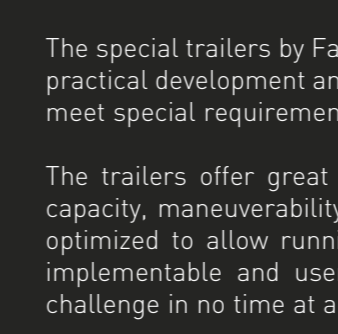 The special trailers by Fa
practical development an
meet special requiremen
The trailers offer great
capacity, maneuverability
optimized to allow runn
implementable and use
challenge in no time at a